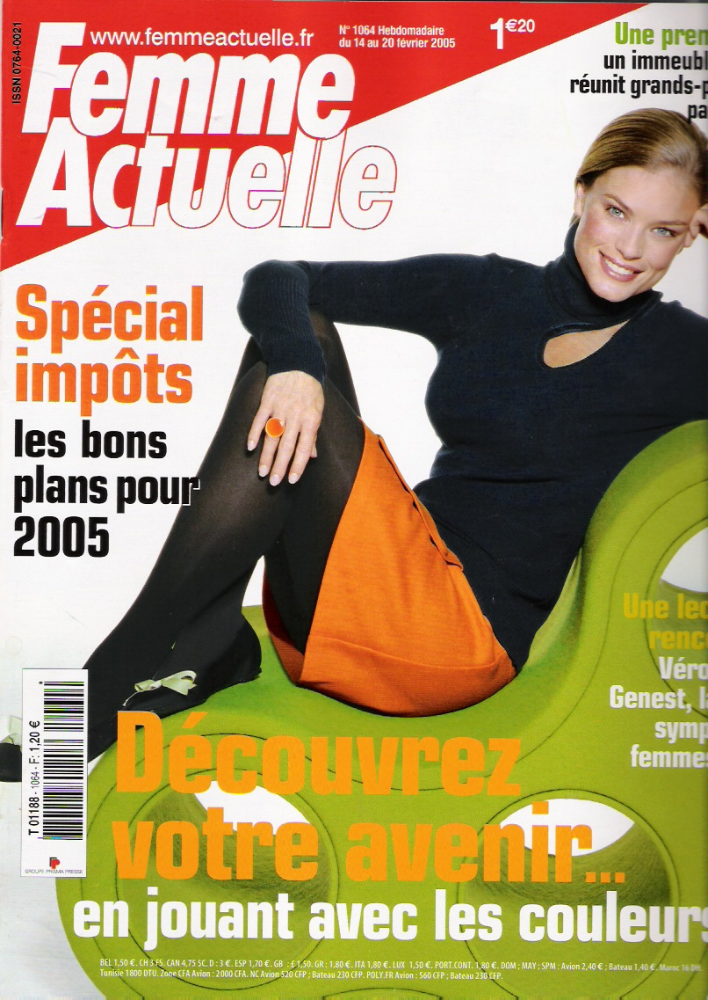 ISSN 0764-0021
www.femmeactuelle.fr
N° 1064 Hebdomadaire
du 14 au 20 février 2005
1€20
Femme
Actuelle
Une prem
un immeubl
réunit grands-p
pa
Spécial
impôts
les bons
plans pour
2005
Une lec
renco
Véro
Genest, la
symp
femmes
T 01188 - 1064 - F: 1,20 €
GROUPE PRISMA PRESSE
Découvrez
votre avenir...
en jouant avec les couleurs
BEL 1,50 €. CH 3 FS. CAN 4,75 $C. D : 3 €. ESP 1,70 €. GB : £ 1,50. GR : 1,80 €. ITA 1,80 €. LUX 1,50 €. PORT.CONT. 1,80 €. DOM ; MAY ; SPM : Avion 2,40 € ; Bateau 1,40 €. Maroc 16 DH.
Tunisie 1800 DTU. Zone CFA Avion : 2 000 CFA. NC Avion 520 CFP ; Bateau 230 CFP. POLY.FR Avion : 560 CFP ; Bateau 230 CFP.